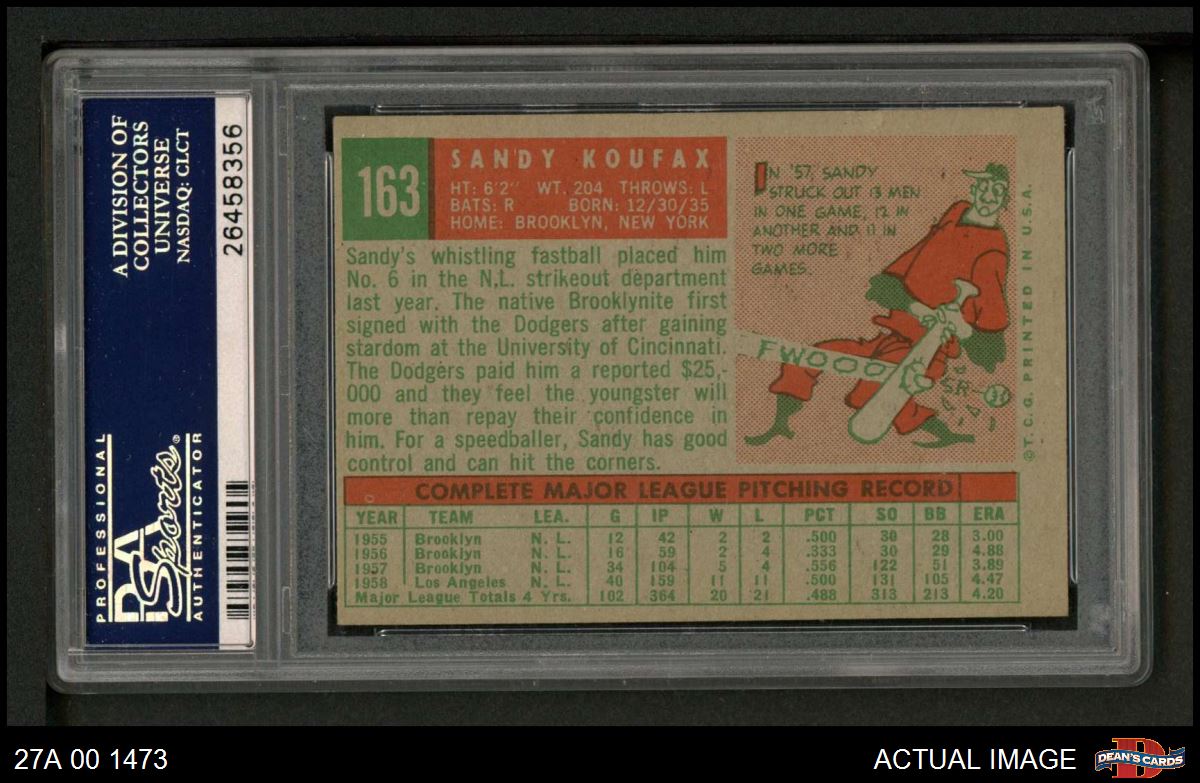 A DIVISION OF
COLLECTORS
UNIVERSE
NASDAQ: CLCT
26458356
PROFESSIONAL
PSA
Sports®
AUTHENTICATOR
163
SANDY KOUFAX
HT: 6'2" WT. 204 THROWS: L
BATS: R BORN: 12/30/35
HOME: BROOKLYN, NEW YORK
Sandy's whistling fastball placed him
No. 6 in the N.L. strikeout department
last year. The native Brooklynite first
signed with the Dodgers after gaining
stardom at the University of Cincinnati.
The Dodgers paid him a reported $25,-
000 and they feel the youngster will
more than repay their confidence in
him. For a speedballer, Sandy has good
control and can hit the corners.
IN '57, SANDY
STRUCK OUT 13 MEN
IN ONE GAME, 12 IN
ANOTHER AND 11 IN
TWO MORE
GAMES.
FWOOO
©T. C. G. PRINTED IN U.S.A.
COMPLETE MAJOR LEAGUE PITCHING RECORD
YEAR TEAM LEA. G IP W L PCT SO BB ERA
1955 Brooklyn N. L. 12 42 2 2 .500 30 28 3.00
1956 Brooklyn N. L. 16 59 2 4 .333 30 29 4.88
1957 Brooklyn N. L. 34 104 5 4 .556 122 51 3.89
1958 Los Angeles N. L. 40 159 11 11 .500 131 105 4.47
Major League Totals 4 Yrs. 102 364 20 21 .488 313 213 4.20
27A 00 1473
ACTUAL IMAGE
DEAN'S CARDS